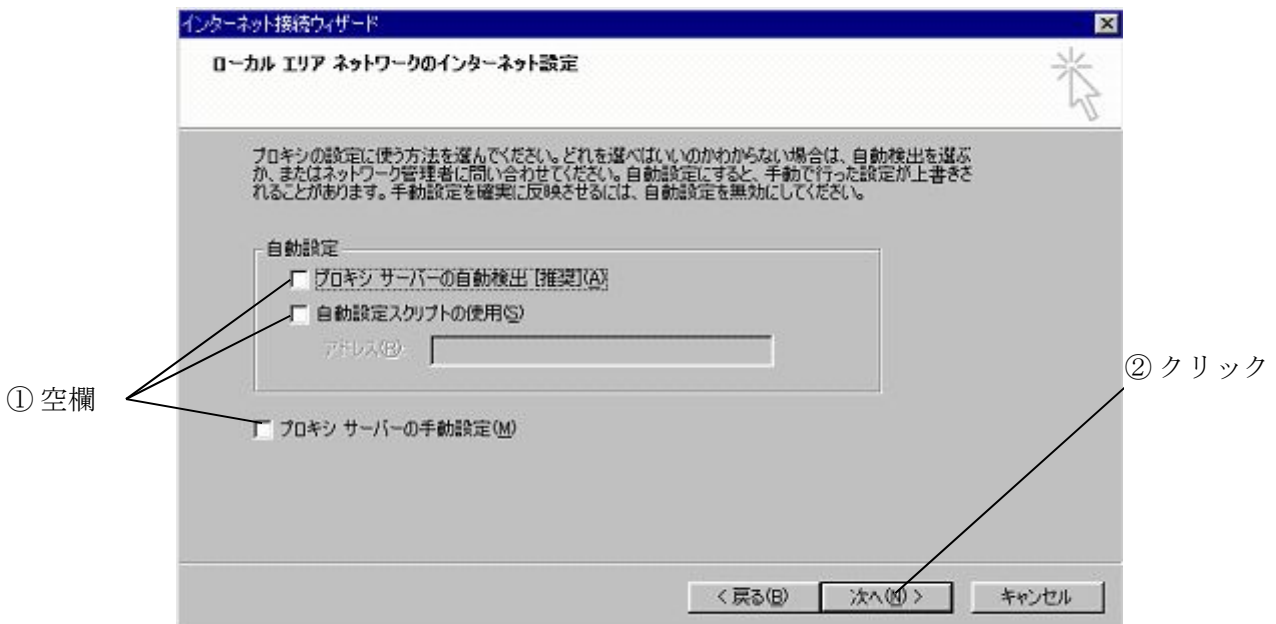 インターネット接続ウィザード
ローカル エリア ネットワークのインターネット設定
プロキシの設定に使う方法を選んでください。どれを選べばいいのかわからない場合は、自動検出を選ぶ
か、またはネットワーク管理者に問い合わせてください。自動設定にすると、手動で行った設定が上書きさ
れることがあります。手動設定を確実に反映させるには、自動設定を無効にしてください。
自動設定
プロキシ サーバーの自動検出 [推奨](A)
自動設定スクリプトの使用(S)
アドレス(R):
② クリック
① 空欄
プロキシ サーバーの手動設定(M)
< 戻る(B)
次へ(N) >
キャンセル